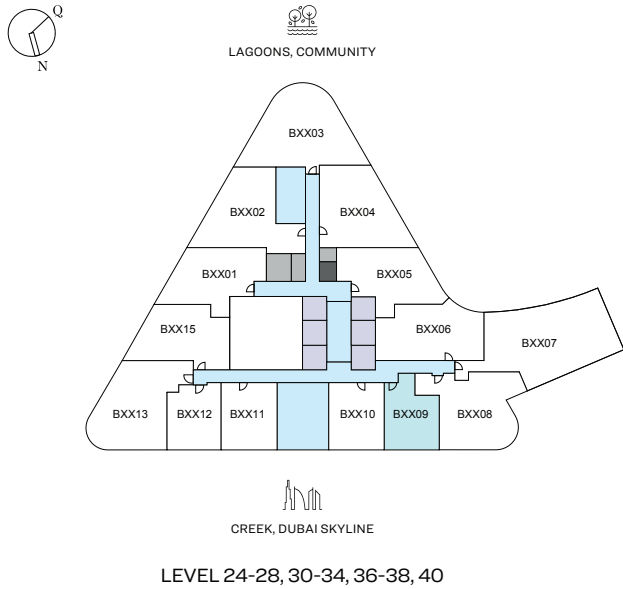 Q
N
LAGOONS, COMMUNITY
BXX03
BXX02
BXX04
BXX01
BXX05
BXX15
BXX06
BXX07
BXX13
BXX12
BXX11
BXX10
BXX09
BXX08
CREEK, DUBAI SKYLINE
LEVEL 24-28, 30-34, 36-38, 40